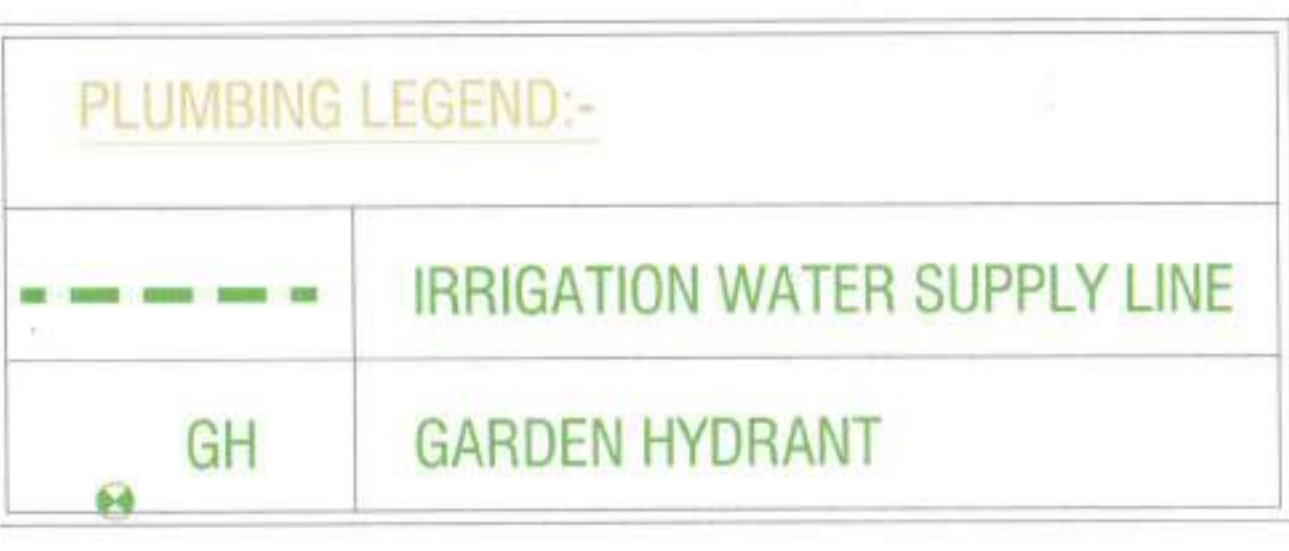 PLUMBING LEGEND:-
IRRIGATION WATER SUPPLY LINE
GH GARDEN HYDRANT